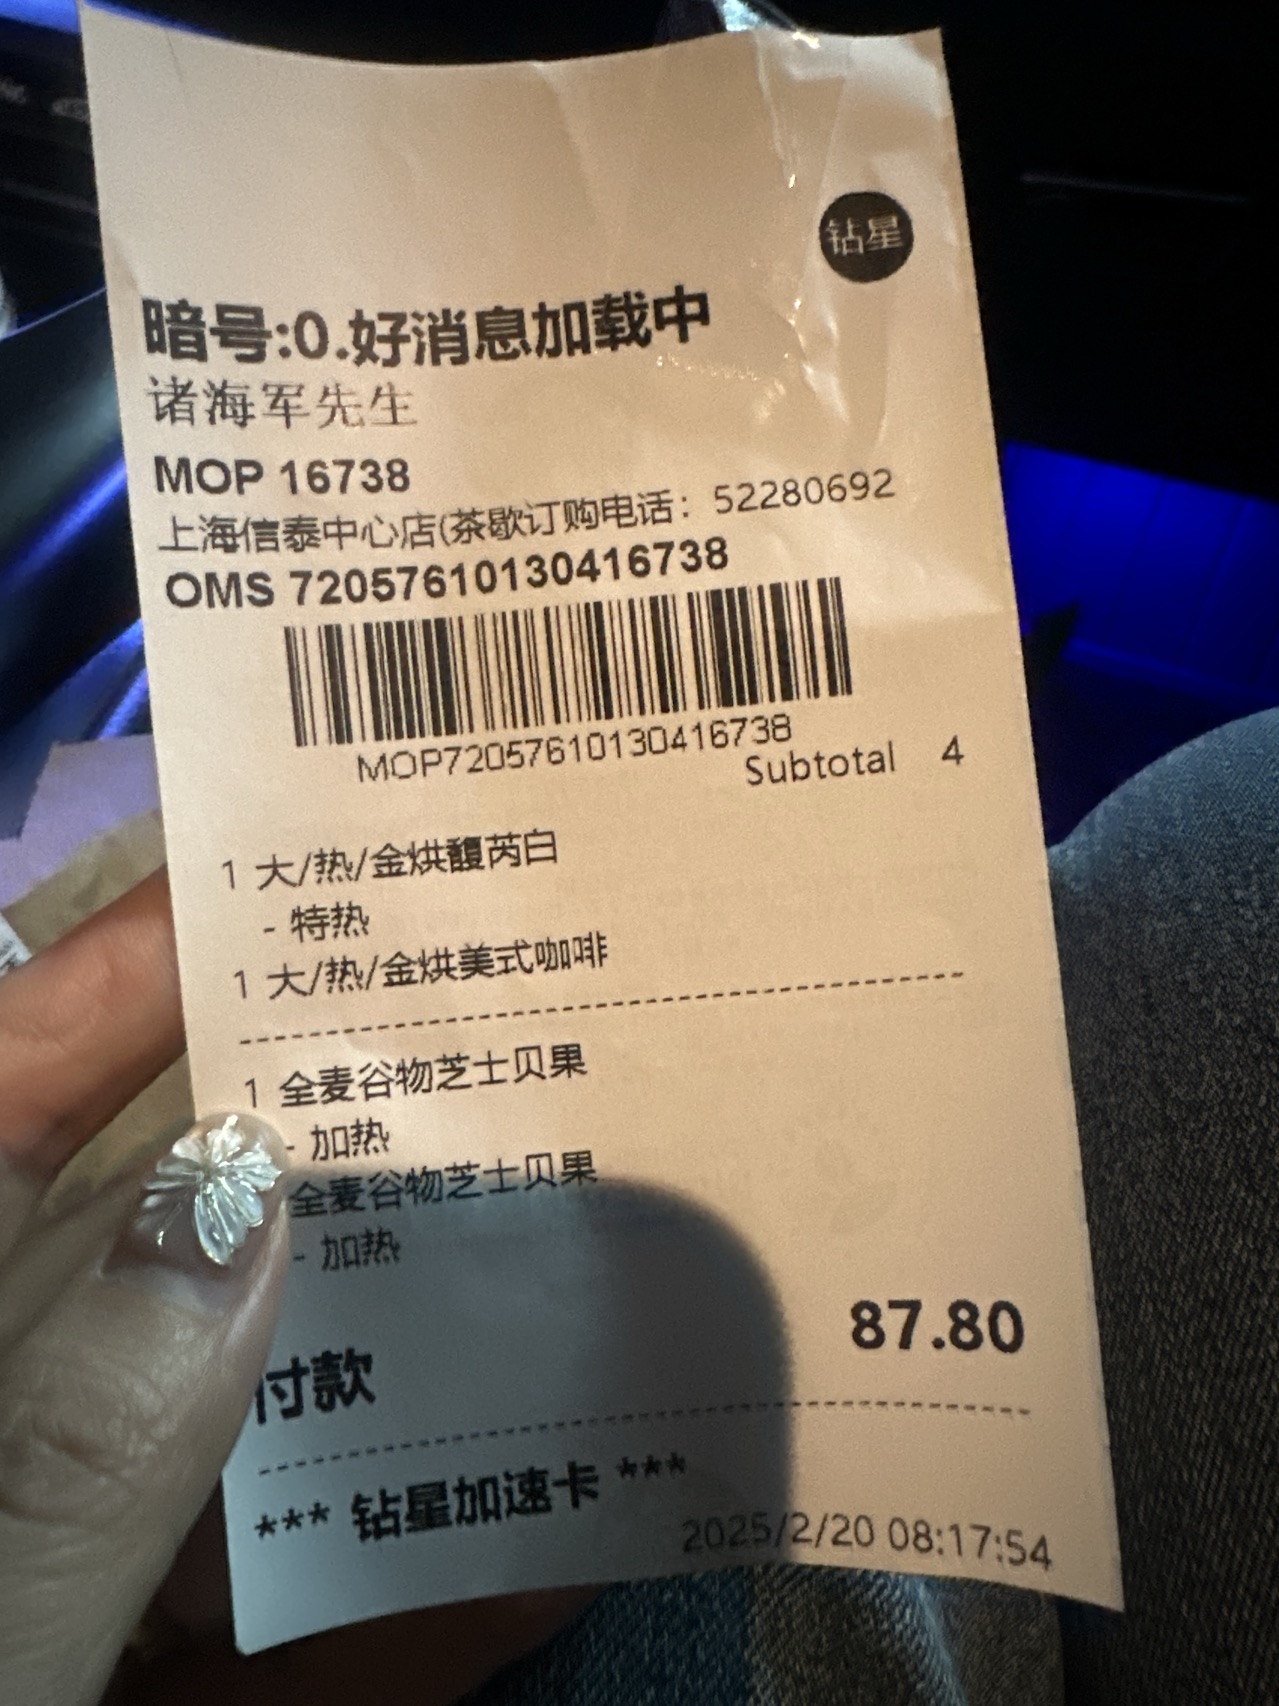 钻星
暗号:0.好消息加载中
诸海军先生
MOP 16738
上海信泰中心店(茶歇订购电话：52280692
OMS 72057610130416738
MOP72057610130416738
Subtotal 4
1 大/热/金烘馥芮白
- 特热
1 大/热/金烘美式咖啡
1 全麦谷物芝士贝果
- 加热
全麦谷物芝士贝果
- 加热
87.80
付款
*** 钻星加速卡 ***
2025/2/20 08:17:54